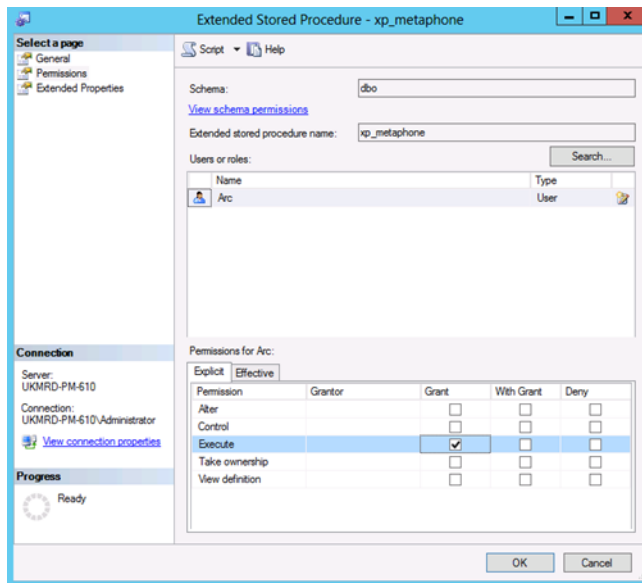 Extended Stored Procedure - xp_metaphone
Select a page
General
Permissions
Extended Properties
Script
Help
Schema:
dbo
View schema permissions
Extended stored procedure name:
xp_metaphone
Users or roles:
Search...
Name Type
Arc User
Permissions for Arc:
Explicit Effective
Permission Grantor Grant With Grant Deny
Alter
Control
Execute
Take ownership
View definition
Connection
Server:
UKMRD-PM-610
Connection:
UKMRD-PM-610\Administrator
View connection properties
Progress
Ready
OK Cancel